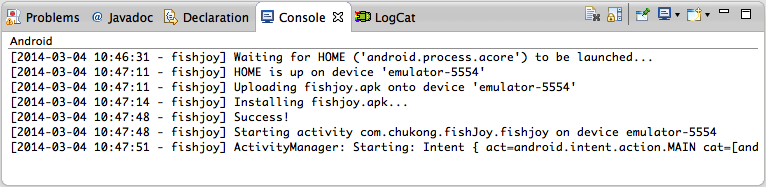 Problems @ Javadoc Declaration Console LogCat
Android
[2014-03-04 10:46:31 - fishjoy] Waiting for HOME ('android.process.acore') to be launched...
[2014-03-04 10:47:11 - fishjoy] HOME is up on device 'emulator-5554'
[2014-03-04 10:47:11 - fishjoy] Uploading fishjoy.apk onto device 'emulator-5554'
[2014-03-04 10:47:14 - fishjoy] Installing fishjoy.apk...
[2014-03-04 10:47:48 - fishjoy] Success!
[2014-03-04 10:47:48 - fishjoy] Starting activity com.chukong.fishJoy.fishjoy on device emulator-5554
[2014-03-04 10:47:51 - fishjoy] ActivityManager: Starting: Intent { act=android.intent.action.MAIN cat=[and